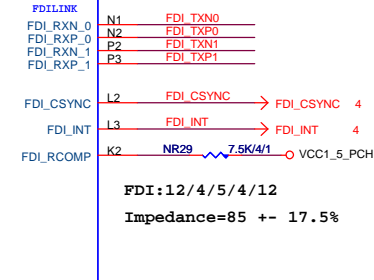 FDILINK
FDI_RXN_0 N1 FDI_TXN0
FDI_RXP_0 N2 FDI_TXP0
FDI_RXN_1 P2 FDI_TXN1
FDI_RXP_1 P3 FDI_TXP1
FDI_CSYNC L2 FDI_CSYNC FDI_CSYNC 4
FDI_INT L3 FDI_INT FDI_INT 4
FDI_RCOMP K2 NR29 7.5K/4/1 VCC1_5_PCH
FDI:12/4/5/4/12
Impedance=85 +- 17.5%